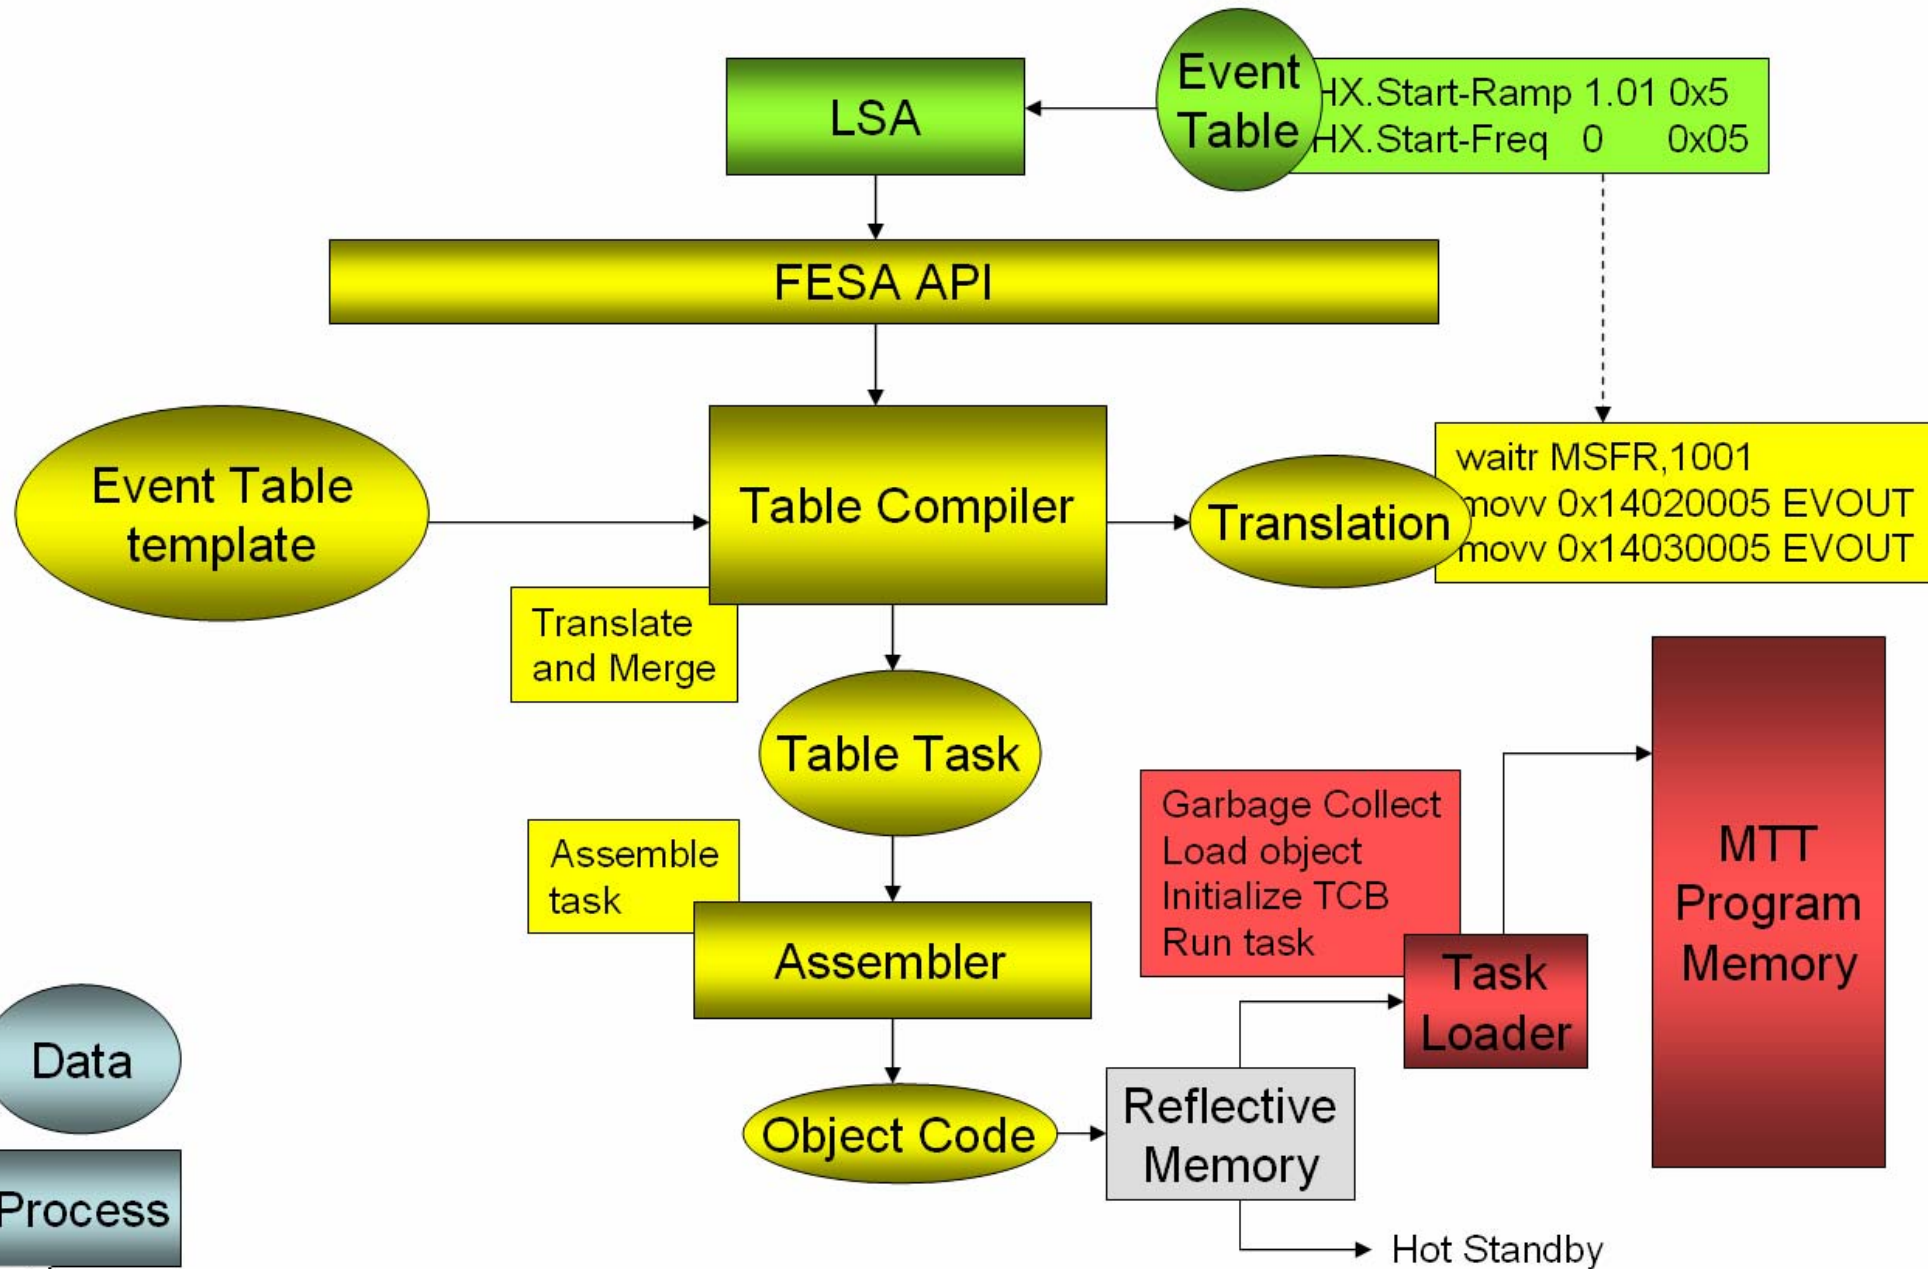 LSA
Event
Table
HX.Start-Ramp 1.01 0x5
HX.Start-Freq 0 0x05
FESA API
Event Table
template
Table Compiler
Translation
waitr MSFR,1001
movv 0x14020005 EVOUT
movv 0x14030005 EVOUT
Translate
and Merge
Table Task
Assemble
task
Assembler
Garbage Collect
Load object
Initialize TCB
Run task
Task
Loader
MTT
Program
Memory
Data
Process
Object Code
Reflective
Memory
Hot Standby